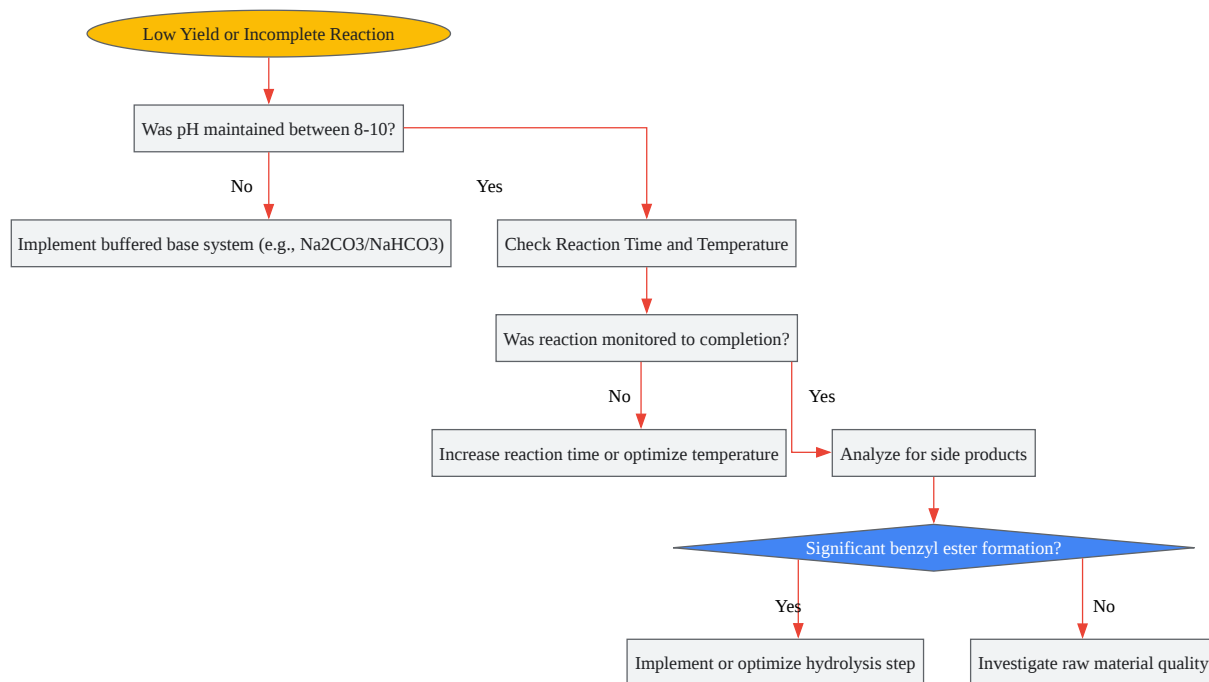 Low Yield or Incomplete Reaction
Was pH maintained between 8-10?
No
Yes
Implement buffered base system (e.g., Na2CO3/NaHCO3)
Check Reaction Time and Temperature
Was reaction monitored to completion?
No
Yes
Increase reaction time or optimize temperature
Analyze for side products
Significant benzyl ester formation?
Yes
No
Implement or optimize hydrolysis step
Investigate raw material quality